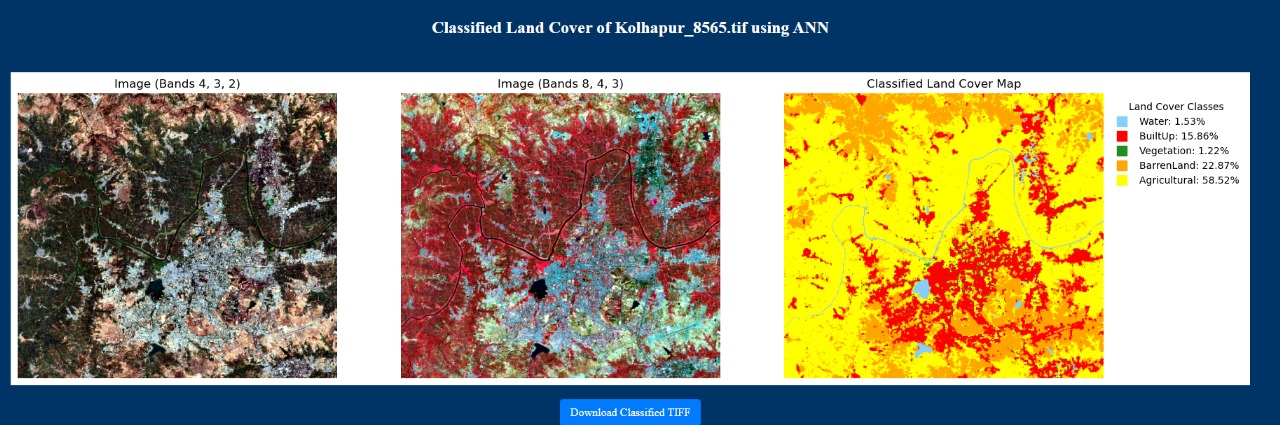 Classified Land Cover of Kolhapur_8565.tif using ANN
Image (Bands 4, 3, 2)
Image (Bands 8, 4, 3)
Classified Land Cover Map
Land Cover Classes
Water: 1.53%
BuiltUp: 15.86%
Vegetation: 1.22%
BarrenLand: 22.87%
Agricultural: 58.52%
Download Classified TIFF